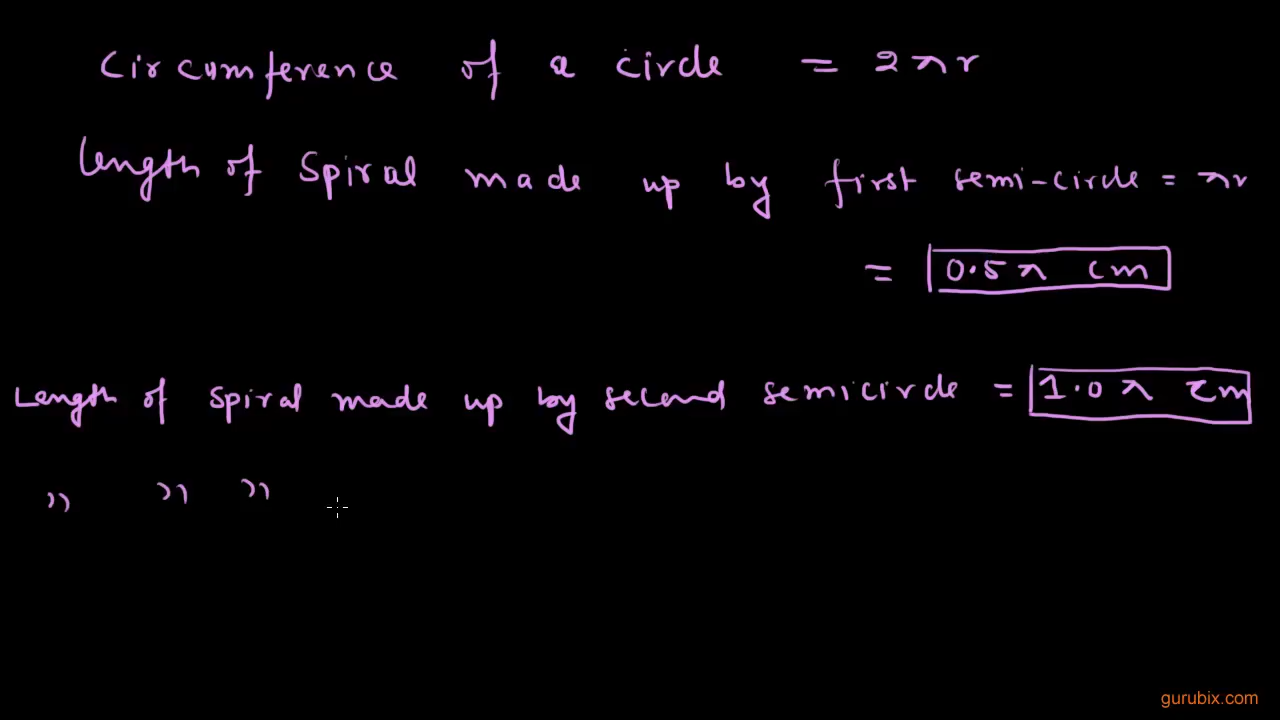 Circumference of a circle = 2πr
Length of Spiral made up by first semi-circle = πr
= 0.5π cm
Length of spiral made up by second semicircle = 1.0π cm
" " "
gurubix.com